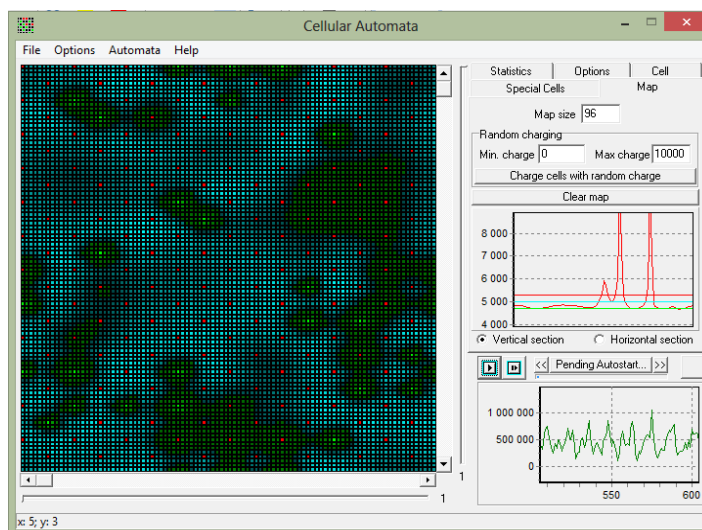 Cellular Automata
File Options Automata Help
Statistics Options Cell
Special Cells Map
Map size 96
Random charging
Min. charge 0 Max charge 10000
Charge cells with random charge
Clear map
8 000
7 000
6 000
5 000
4 000
Vertical section Horizontal section
<< Pending Autostart... >>
1 000 000
500 000
0
550 600
1
1
x: 5; y: 3